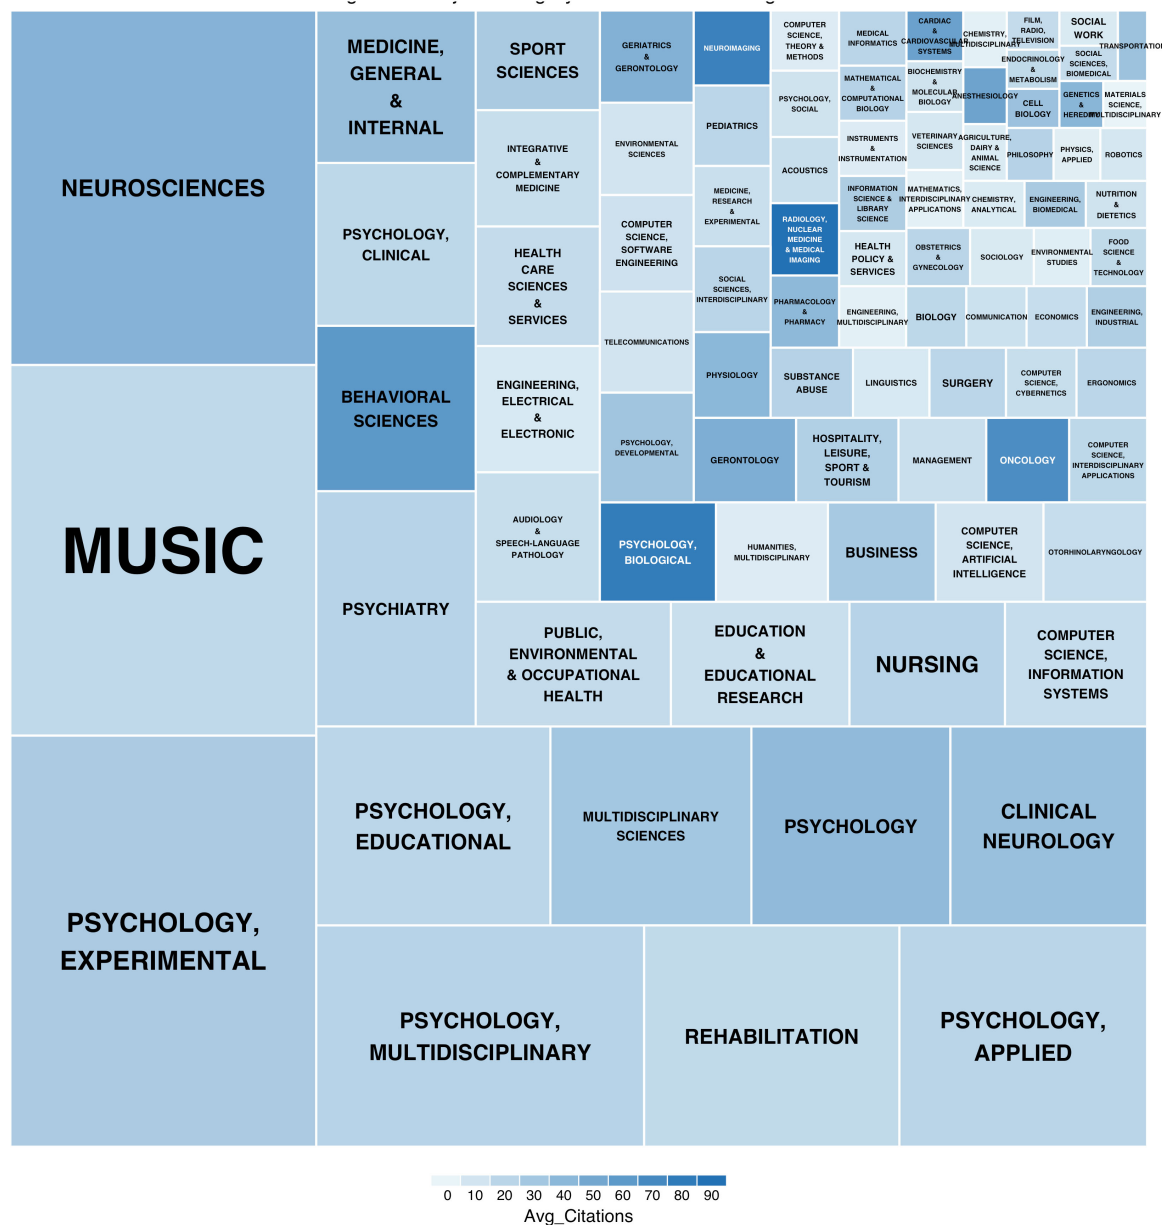 NEUROSCIENCES
MUSIC
PSYCHOLOGY,
EXPERIMENTAL
MEDICINE,
GENERAL
&
INTERNAL
PSYCHOLOGY,
CLINICAL
BEHAVIORAL
SCIENCES
PSYCHIATRY
SPORT
SCIENCES
INTEGRATIVE
&
COMPLEMENTARY
MEDICINE
HEALTH
CARE
SCIENCES
&
SERVICES
ENGINEERING,
ELECTRICAL
&
ELECTRONIC
AUDIOLOGY
&
SPEECH-LANGUAGE
PATHOLOGY
GERIATRICS
&
GERONTOLOGY
ENVIRONMENTAL
SCIENCES
COMPUTER
SCIENCE,
SOFTWARE
ENGINEERING
TELECOMMUNICATIONS
PSYCHOLOGY,
DEVELOPMENTAL
NEUROIMAGING
PEDIATRICS
MEDICINE,
RESEARCH
&
EXPERIMENTAL
SOCIAL
SCIENCES,
INTERDISCIPLINARY
PHYSIOLOGY
COMPUTER
SCIENCE,
THEORY &
METHODS
PSYCHOLOGY,
SOCIAL
ACOUSTICS
RADIOLOGY,
NUCLEAR
MEDICINE
& MEDICAL
IMAGING
PHARMACOLOGY
&
PHARMACY
MEDICAL
INFORMATICS
MATHEMATICAL
&
COMPUTATIONAL
BIOLOGY
INSTRUMENTS
&
INSTRUMENTATION
INFORMATION
SCIENCE &
LIBRARY
SCIENCE
HEALTH
POLICY &
SERVICES
ENGINEERING,
MULTIDISCIPLINARY
CARDIAC
&
CARDIOVASCULAR
SYSTEMS
BIOCHEMISTRY
&
MOLECULAR
BIOLOGY
VETERINARY
SCIENCES
MATHEMATICS,
INTERDISCIPLINARY
APPLICATIONS
OBSTETRICS
&
GYNECOLOGY
BIOLOGY
CHEMISTRY,
MULTIDISCIPLINARY
ANESTHESIOLOGY
AGRICULTURE,
DAIRY &
ANIMAL
SCIENCE
CHEMISTRY,
ANALYTICAL
SOCIOLOGY
COMMUNICATION
FILM,
RADIO,
TELEVISION
ENDOCRINOLOGY
&
METABOLISM
CELL
BIOLOGY
PHILOSOPHY
ENGINEERING,
BIOMEDICAL
ENVIRONMENTAL
STUDIES
ECONOMICS
SOCIAL
WORK
SOCIAL
SCIENCES,
BIOMEDICAL
GENETICS
&
HEREDITY
PHYSICS,
APPLIED
TRANSPORTATION
MATERIALS
SCIENCE,
MULTIDISCIPLINARY
ROBOTICS
NUTRITION
&
DIETETICS
FOOD
SCIENCE
&
TECHNOLOGY
ENGINEERING,
INDUSTRIAL
SUBSTANCE
ABUSE
LINGUISTICS
SURGERY
COMPUTER
SCIENCE,
CYBERNETICS
ERGONOMICS
GERONTOLOGY
HOSPITALITY,
LEISURE,
SPORT &
TOURISM
MANAGEMENT
ONCOLOGY
COMPUTER
SCIENCE,
INTERDISCIPLINARY
APPLICATIONS
PSYCHOLOGY,
BIOLOGICAL
HUMANITIES,
MULTIDISCIPLINARY
BUSINESS
COMPUTER
SCIENCE,
ARTIFICIAL
INTELLIGENCE
OTORHINOLARYNGOLOGY
PUBLIC,
ENVIRONMENTAL
& OCCUPATIONAL
HEALTH
EDUCATION
&
EDUCATIONAL
RESEARCH
NURSING
COMPUTER
SCIENCE,
INFORMATION
SYSTEMS
PSYCHOLOGY,
EDUCATIONAL
MULTIDISCIPLINARY
SCIENCES
PSYCHOLOGY
CLINICAL
NEUROLOGY
PSYCHOLOGY,
MULTIDISCIPLINARY
REHABILITATION
PSYCHOLOGY,
APPLIED
0 10 20 30 40 50 60 70 80 90
Avg_Citations